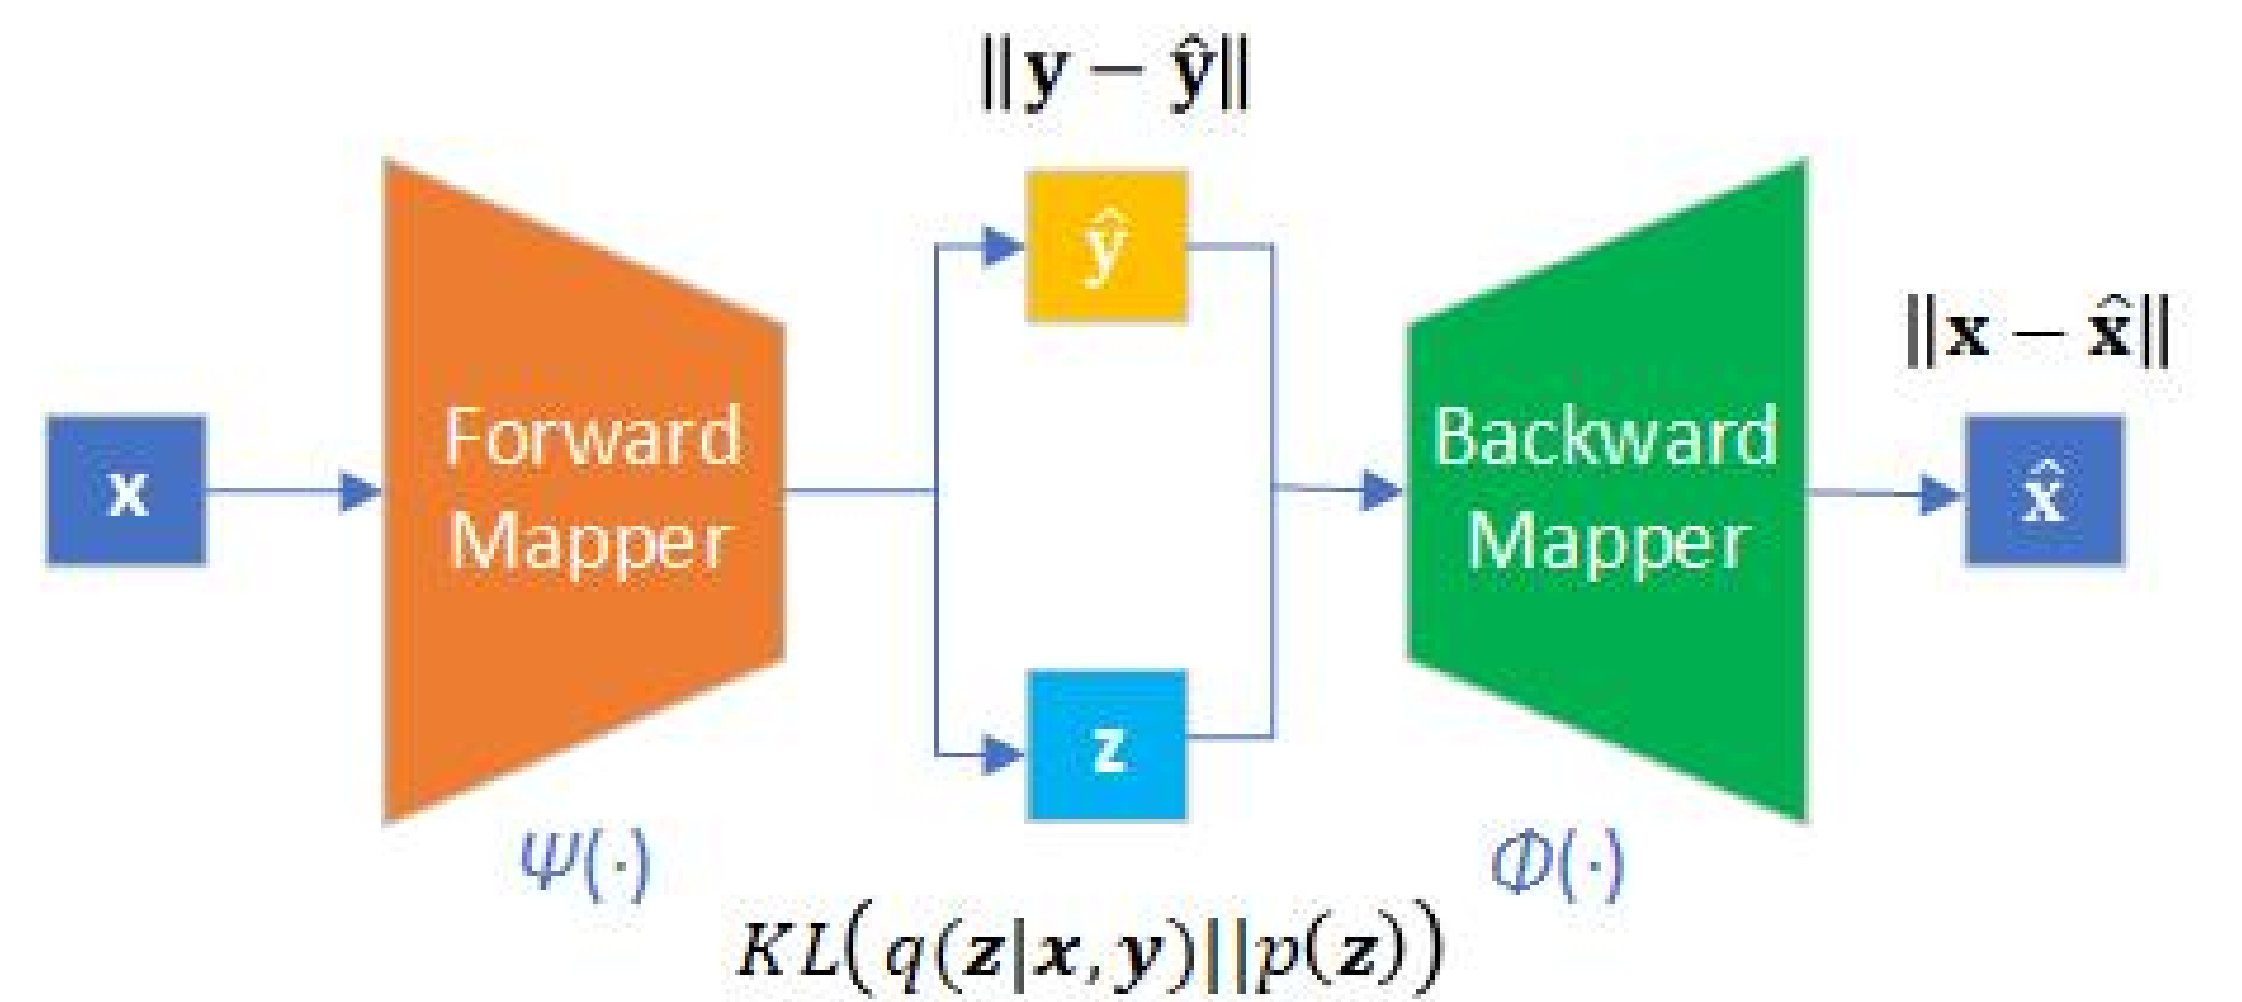 ‖y − ŷ‖
ŷ
x
Forward
Mapper
Backward
Mapper
‖x − x̂‖
x̂
z
Ψ(·)
Φ(·)
KL(q(z|x, y)||p(z))